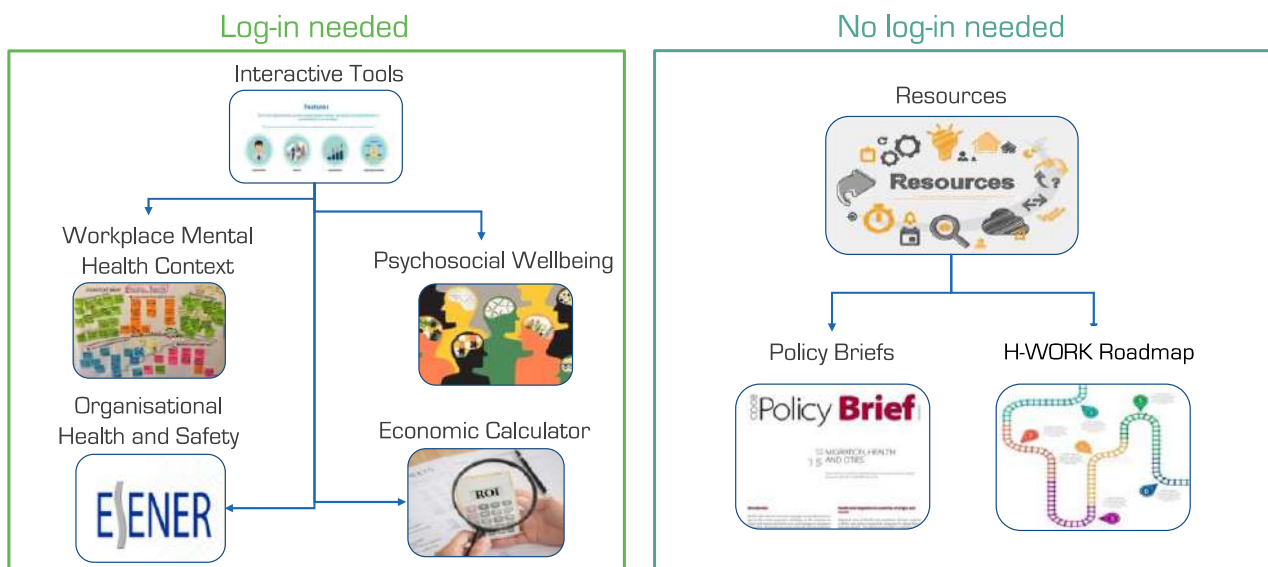 Log-in needed
Interactive Tools
Features
Workplace Mental
Health Context
Psychosocial Wellbeing
Organisational
Health and Safety
ESENER
Economic Calculator
ROI
No log-in needed
Resources
Resources
?
Policy Briefs
Policy Brief
15
MIGRATION, HEALTH
AND CITIES
H-WORK Roadmap